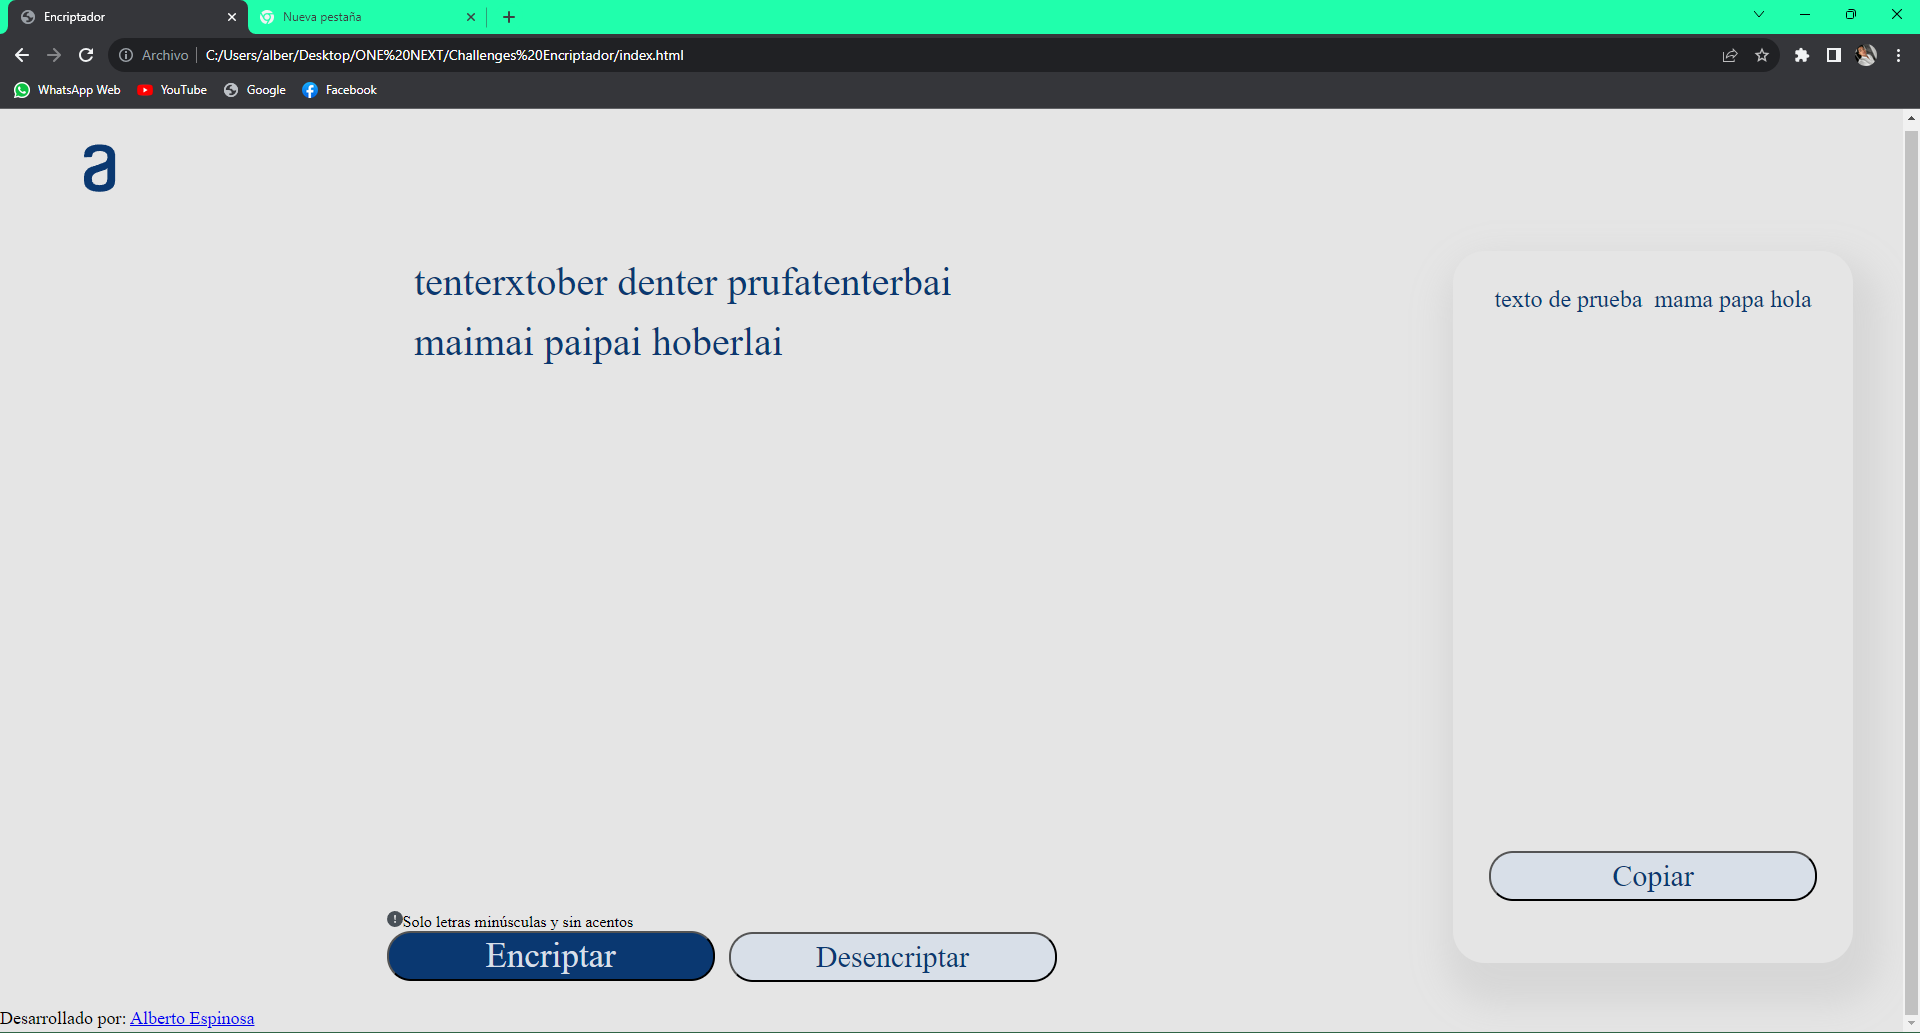 Encriptador
Nueva pestaña
Archivo
C:/Users/alber/Desktop/ONE%20NEXT/Challenges%20Encriptador/index.html
WhatsApp Web
YouTube
Google
Facebook
a
tenterxtober denter prufatenterbai
maimai paipai hoberlai
texto de prueba  mama papa hola
Copiar
Solo letras minúsculas y sin acentos
Encriptar
Desencriptar
Desarrollado por: Alberto Espinosa